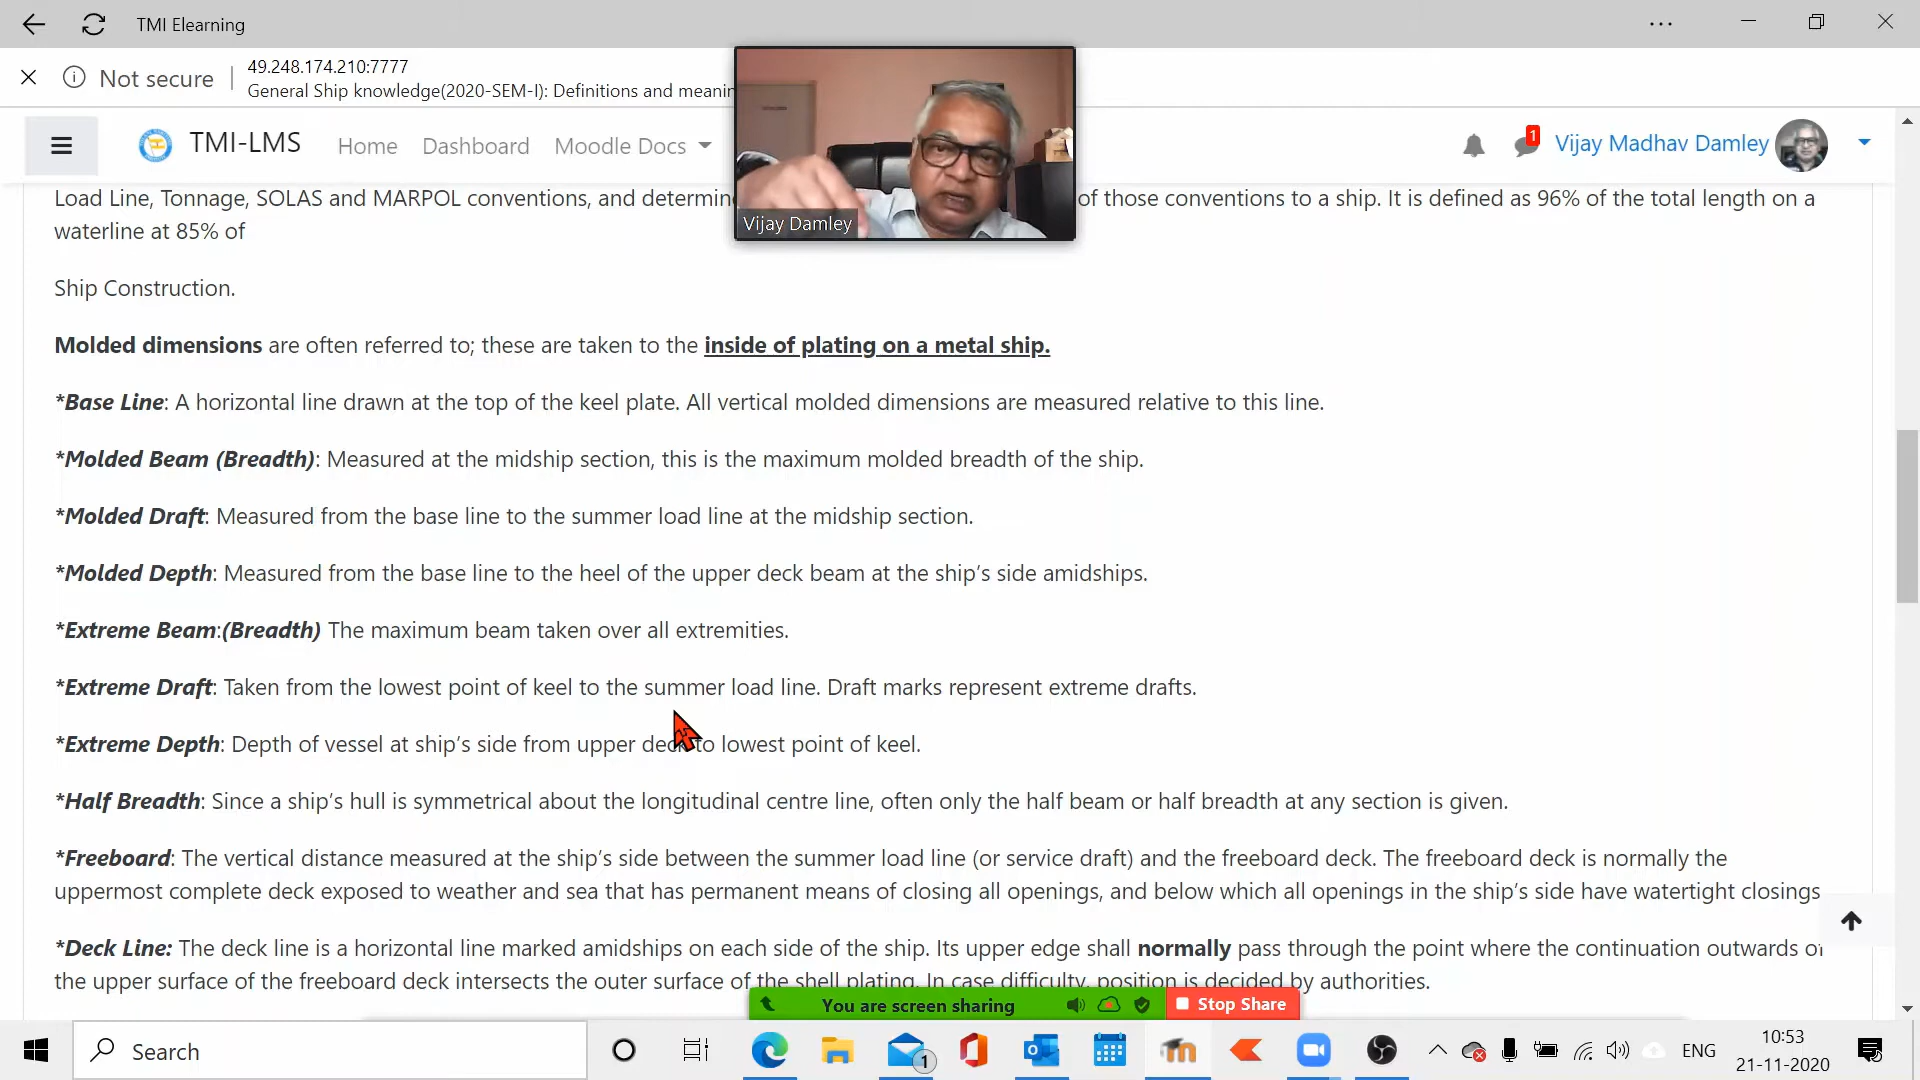 TMI Elearning
Not secure
49.248.174.210:7777
General Ship knowledge(2020-SEM-I): Definitions and
TMI-LMS
Home
Dashboard
Moodle Docs
1
Vijay Madhav Damley
Vijay Damley
Load Line, Tonnage, SOLAS and MARPOL conventions, and of those conventions to a ship. It is defined as 96% of the total length on a
waterline at 85% of
Ship Construction.
Molded dimensions are often referred to; these are taken to the inside of plating on a metal ship.
*Base Line: A horizontal line drawn at the top of the keel plate. All vertical molded dimensions are measured relative to this line.
*Molded Beam (Breadth): Measured at the midship section, this is the maximum molded breadth of the ship.
*Molded Draft: Measured from the base line to the summer load line at the midship section.
*Molded Depth: Measured from the base line to the heel of the upper deck beam at the ship's side amidships.
*Extreme Beam:(Breadth) The maximum beam taken over all extremities.
*Extreme Draft: Taken from the lowest point of keel to the summer load line. Draft marks represent extreme drafts.
*Extreme Depth: Depth of vessel at ship's side from upper deck to lowest point of keel.
*Half Breadth: Since a ship's hull is symmetrical about the longitudinal centre line, often only the half beam or half breadth at any section is given.
*Freeboard: The vertical distance measured at the ship's side between the summer load line (or service draft) and the freeboard deck. The freeboard deck is normally the
uppermost complete deck exposed to weather and sea that has permanent means of closing all openings, and below which all openings in the ship's side have watertight closings
*Deck Line: The deck line is a horizontal line marked amidships on each side of the ship. Its upper edge shall normally pass through the point where the continuation outwards of
the upper surface of the freeboard deck intersects the outer surface of the shell plating. In case difficulty, position is decided by authorities.
You are screen sharing
Stop Share
Search
1
ENG
10:53
21-11-2020